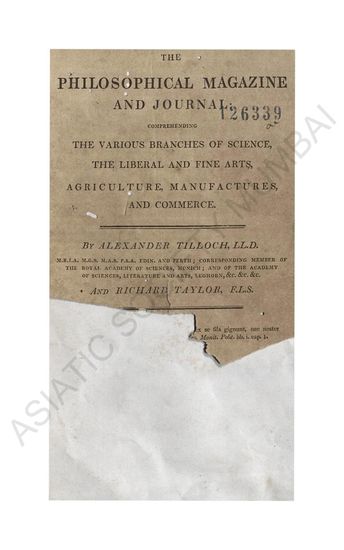 THE
PHILOSOPHICAL MAGAZINE
AND JOURNAL:
126339
COMPREHENDING
THE VARIOUS BRANCHES OF SCIENCE,
THE LIBERAL AND FINE ARTS,
AGRICULTURE, MANUFACTURES,
AND COMMERCE.
BY ALEXANDER TILLOCH, LL.D.
M.R.I.A. M.G.S. M.A.S. F.S.A. EDIN. AND PERTH; CORRESPONDING MEMBER OF
THE ROYAL ACADEMY OF SCIENCES, MUNICH; AND OF THE ACADEMY
OF SCIENCES, LITERATURE AND ARTS, LEGHORN, &c. &c. &c.
AND RICHARD TAYLOR, F.L.S.
ex se fila gignunt, nec noster
Monit. Polit. lib. i. cap. 1.
ASIATIC SOCIETY MUMBAI